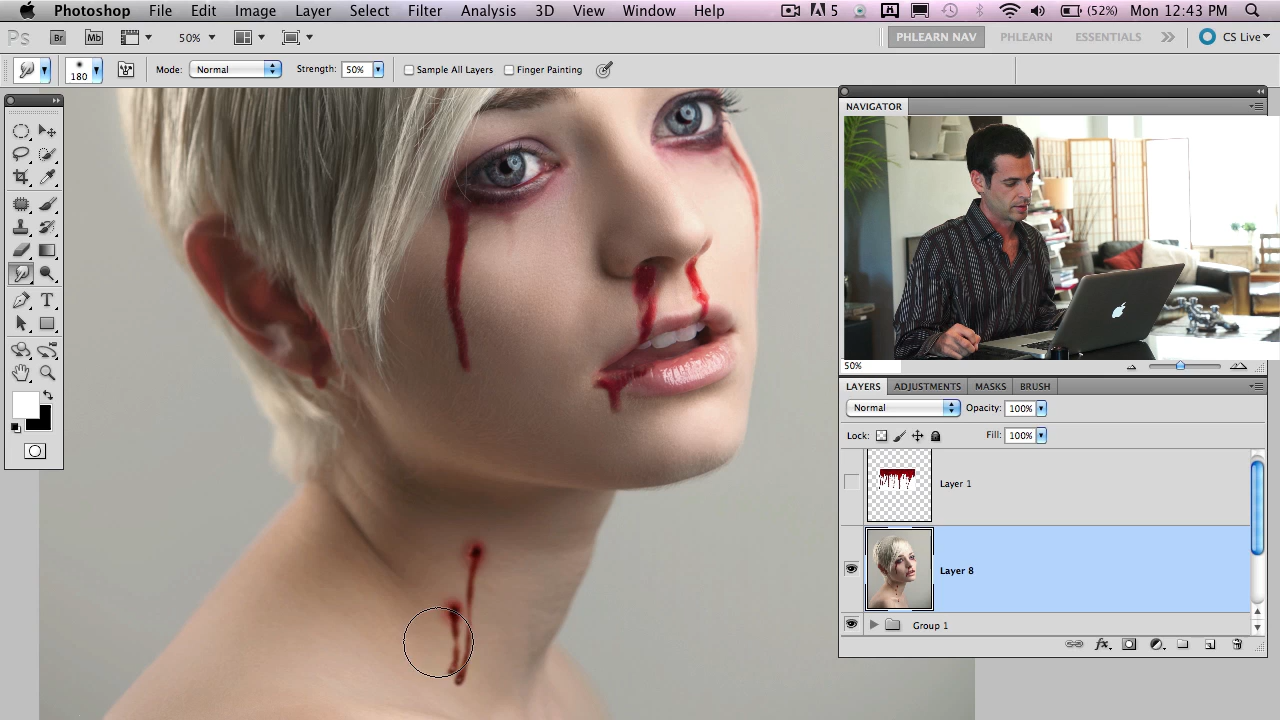 Photoshop File Edit Image Layer Select Filter Analysis 3D View Window Help 5 (52%) Mon 12:43 PM
Ps Br Mb 50% PHLEARN NAV PHLEARN ESSENTIALS CS Live
180 Mode: Normal Strength: 50% Sample All Layers Finger Painting
NAVIGATOR
50%
LAYERS ADJUSTMENTS MASKS BRUSH
Normal Opacity: 100%
Lock: Fill: 100%
Layer 1
Layer 8
Group 1
fx
T